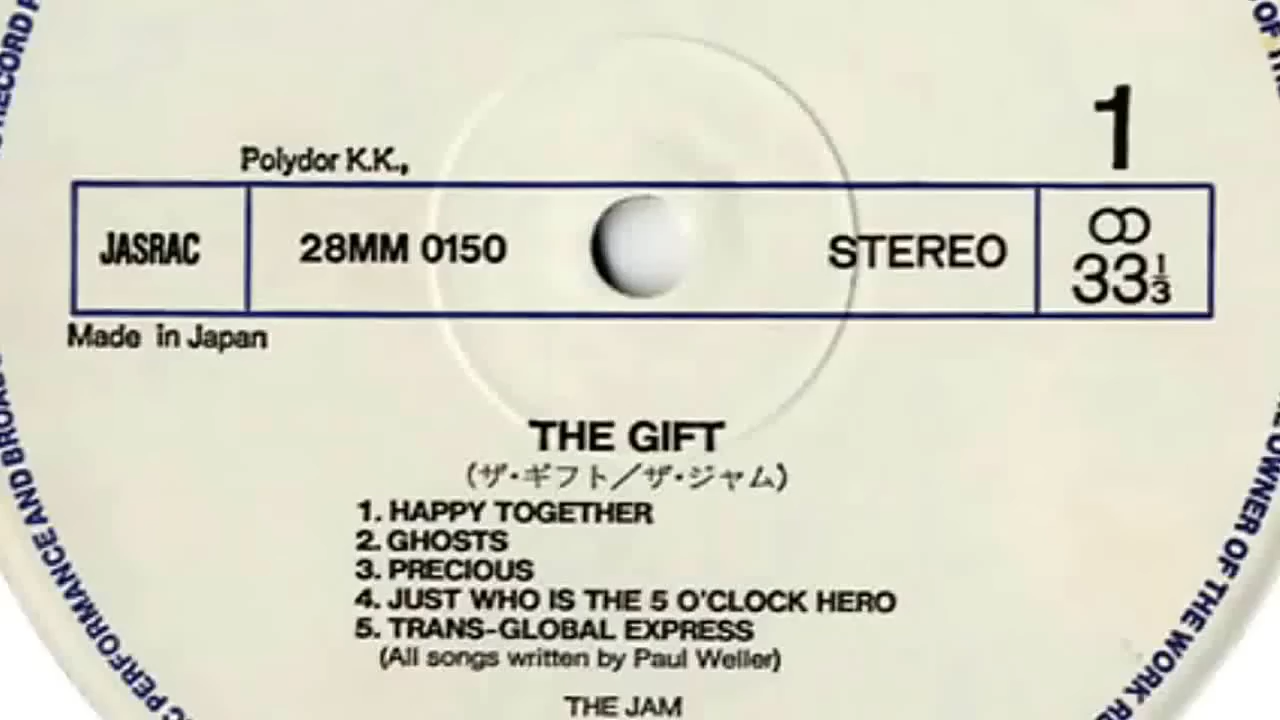 1
Polydor K.K.,
JASRAC 28MM 0150 STEREO 33⅓
Made in Japan
THE GIFT
(ザ・ギフト／ザ・ジャム)
1. HAPPY TOGETHER
2. GHOSTS
3. PRECIOUS
4. JUST WHO IS THE 5 O'CLOCK HERO
5. TRANS-GLOBAL EXPRESS
(All songs written by Paul Weller)
THE JAM
RECORD
PERFORMANCE AND
OWNER OF THE WORK